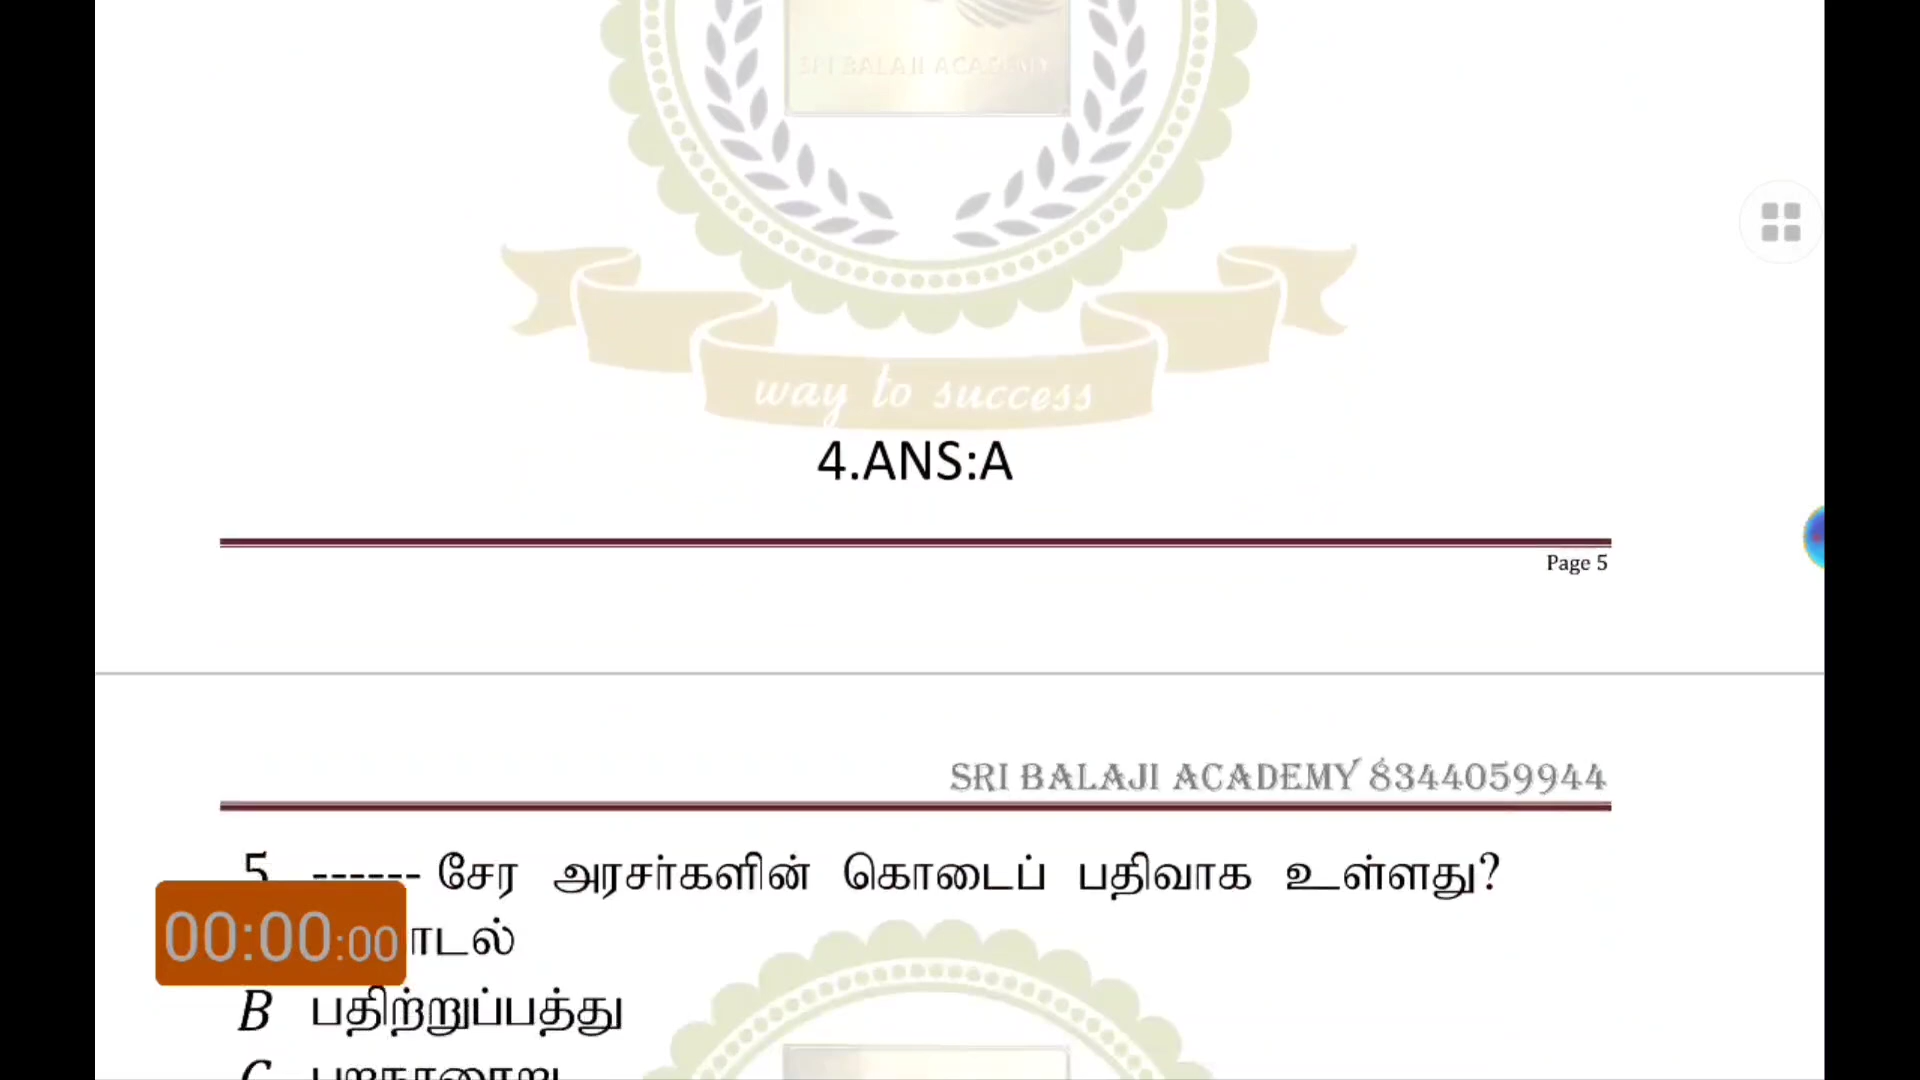 SRI BALAJI ACADEMY
way to success
4.ANS:A
Page 5
SRI BALAJI ACADEMY 8344059944
5 ------ சேர அரசர்களின் கொடைப் பதிவாக உள்ளது?
00:00:00
B பதிற்றுப்பத்து
C